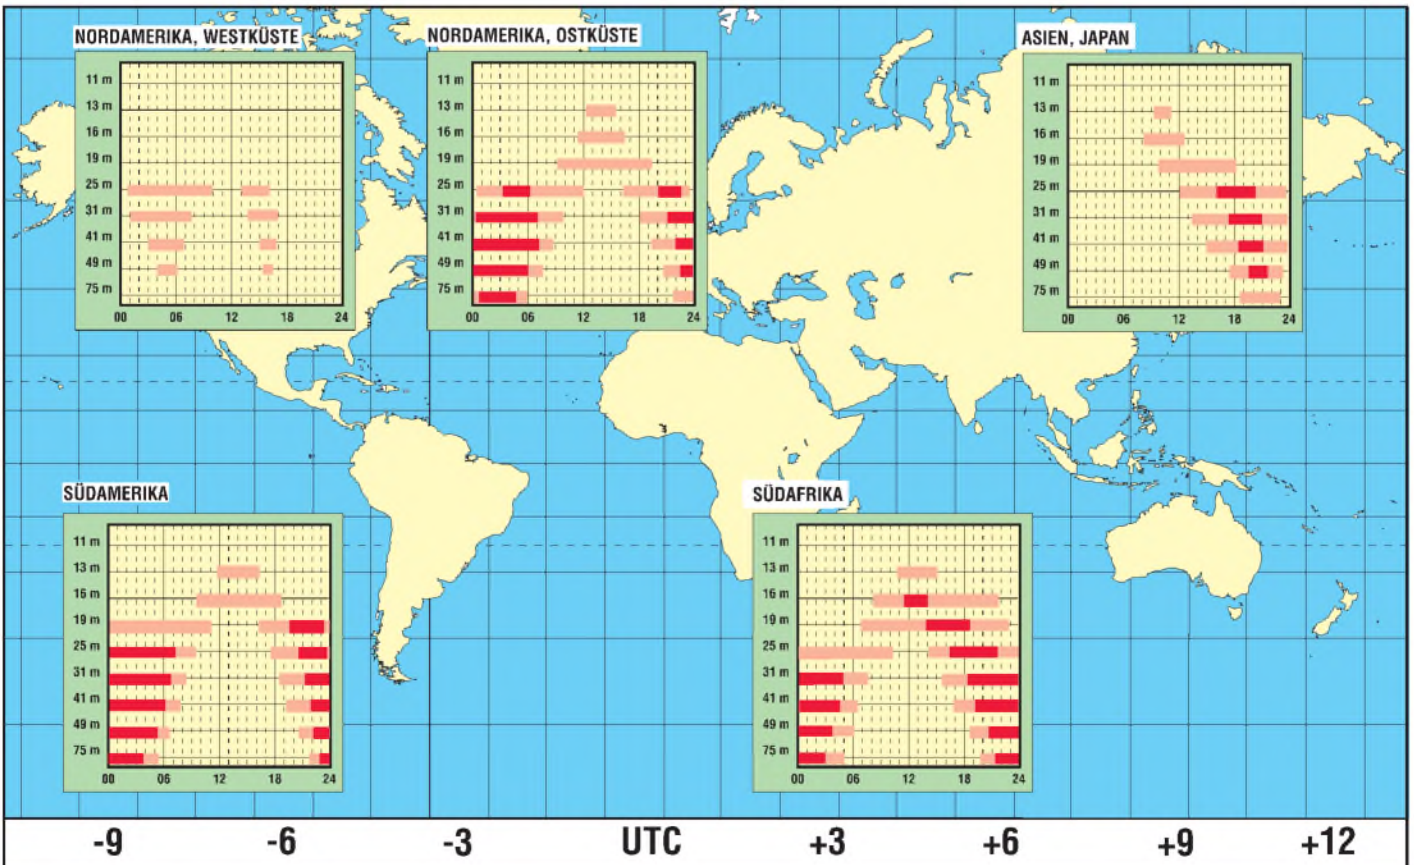 NORDAMERIKA, WESTKÜSTE
11 m
13 m
16 m
19 m
25 m
31 m
41 m
49 m
75 m
00 06 12 18 24
NORDAMERIKA, OSTKÜSTE
11 m
13 m
16 m
19 m
25 m
31 m
41 m
49 m
75 m
00 06 12 18 24
ASIEN, JAPAN
11 m
13 m
16 m
19 m
25 m
31 m
41 m
49 m
75 m
00 06 12 18 24
SÜDAMERIKA
11 m
13 m
16 m
19 m
25 m
31 m
41 m
49 m
75 m
00 06 12 18 24
SÜDAFRIKA
11 m
13 m
16 m
19 m
25 m
31 m
41 m
49 m
75 m
00 06 12 18 24
-9 -6 -3 UTC +3 +6 +9 +12